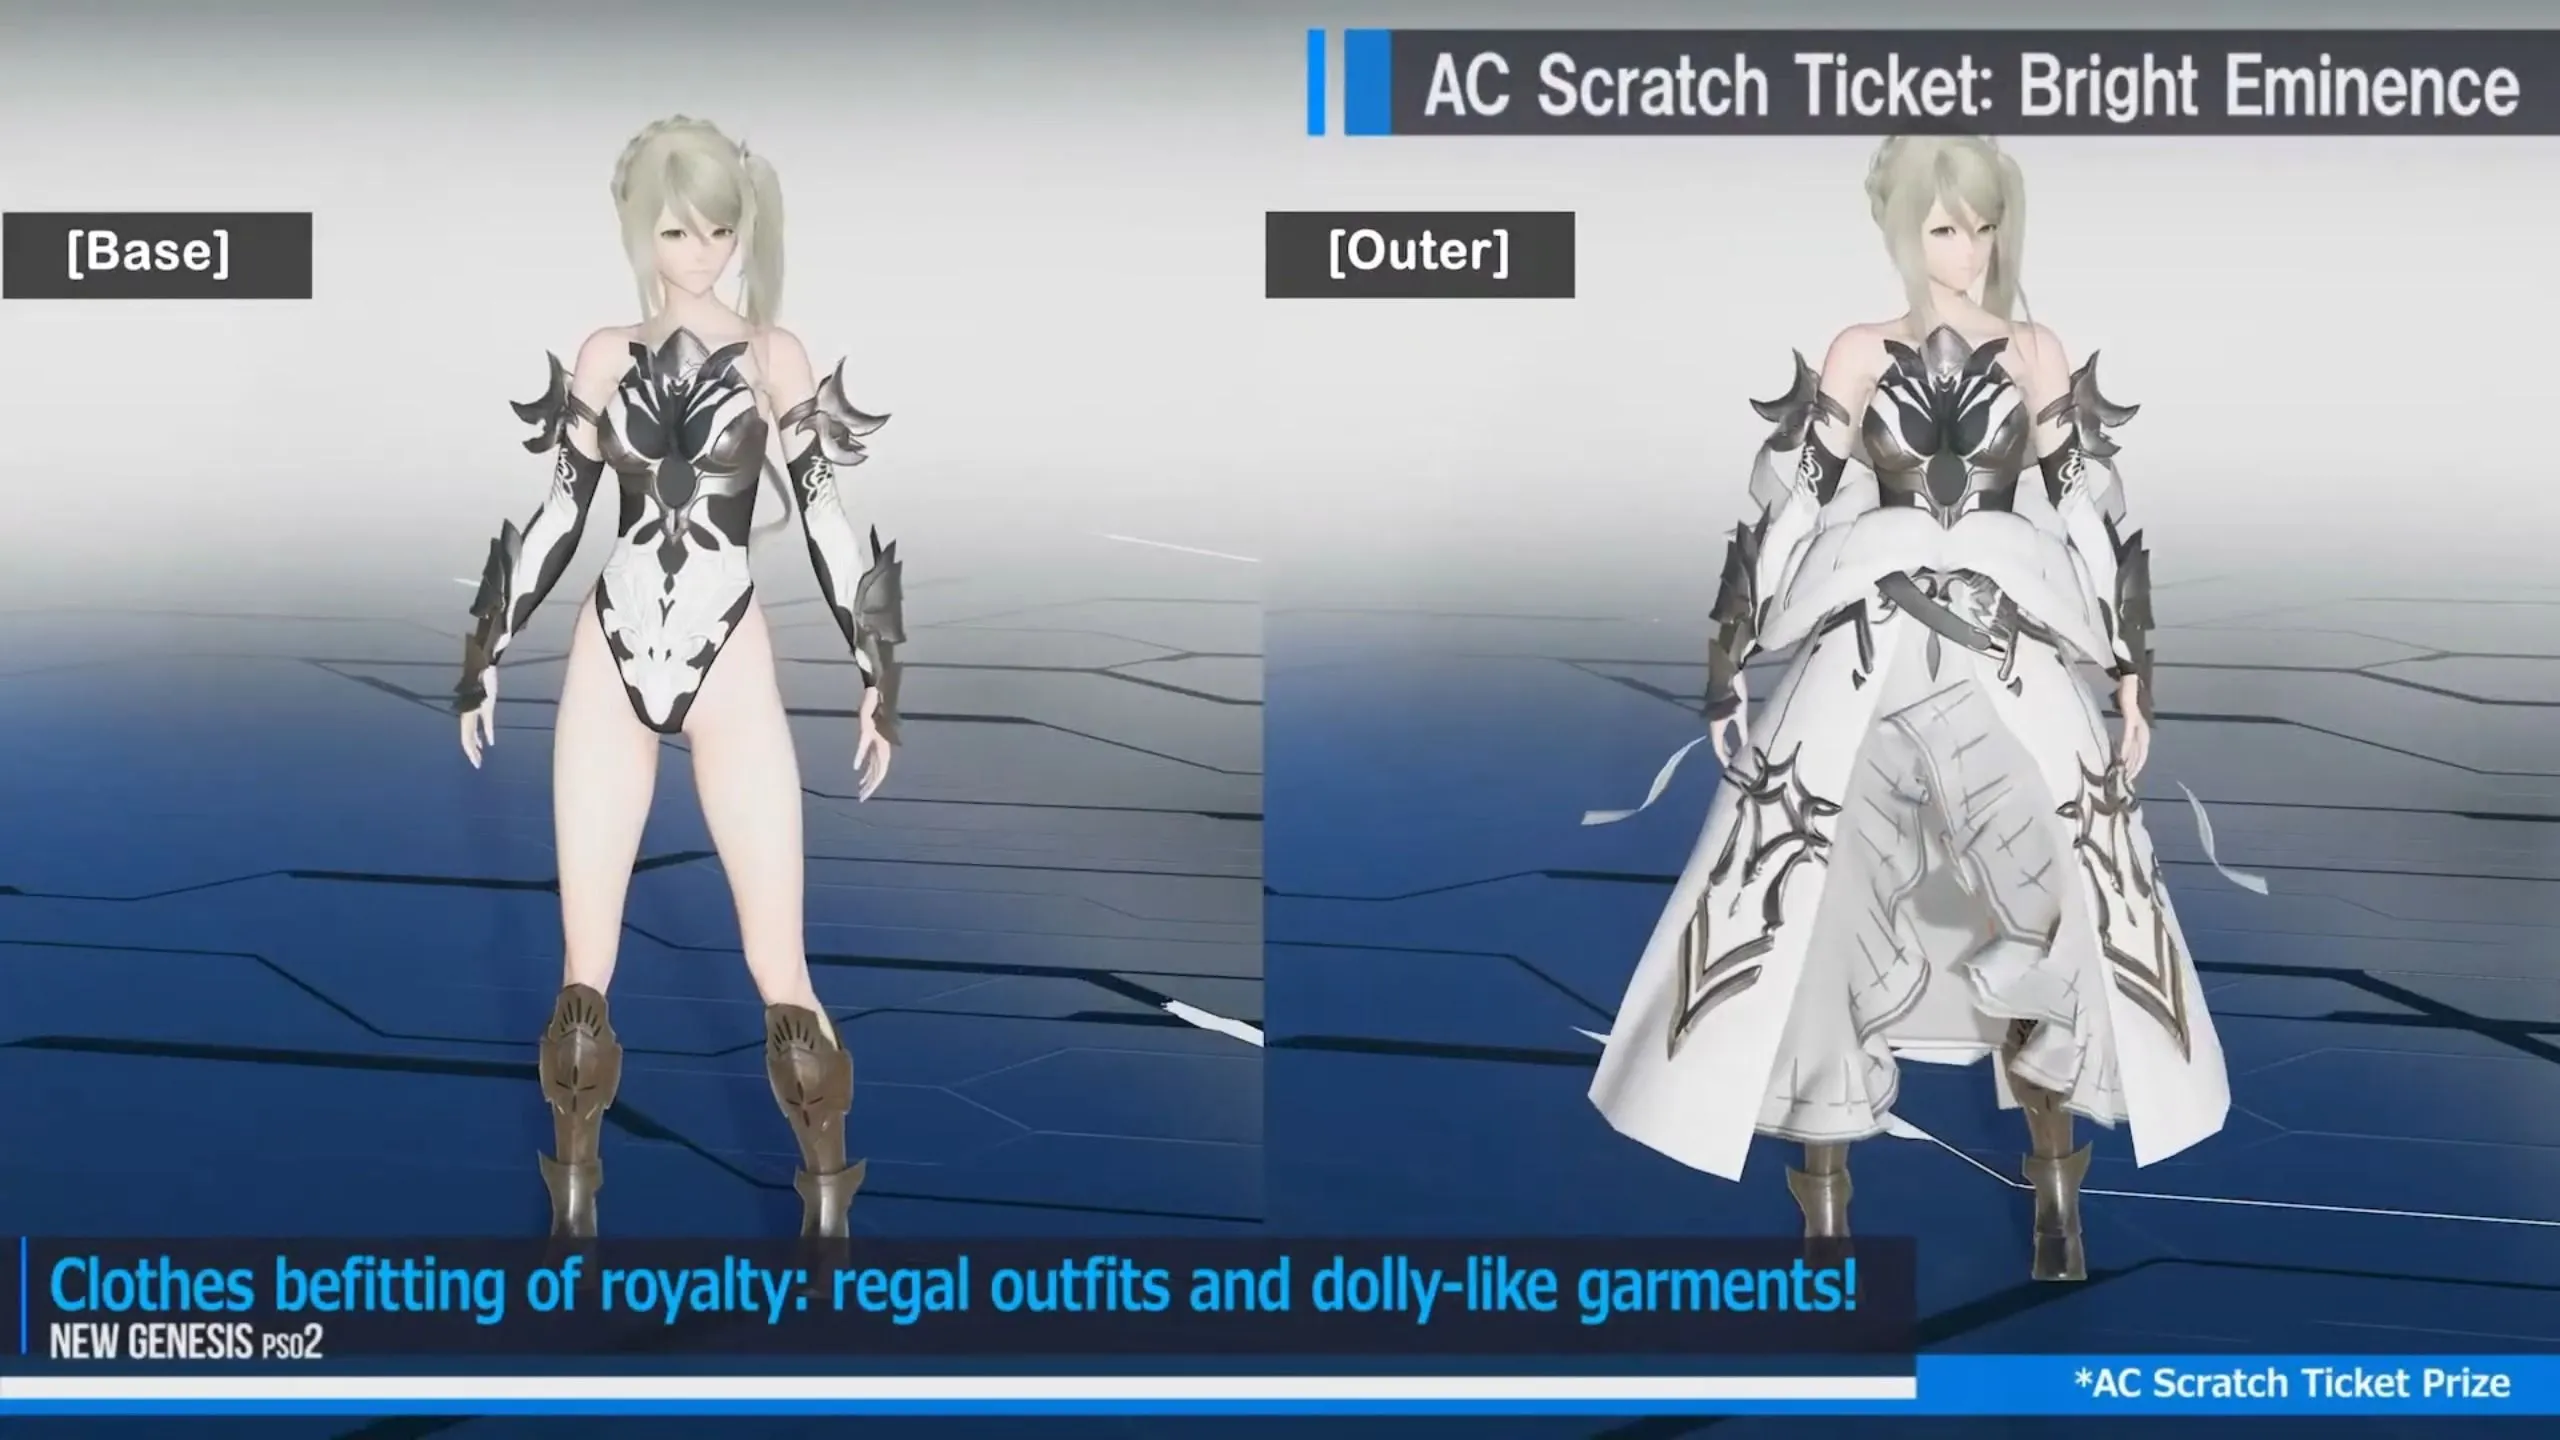 AC Scratch Ticket: Bright Eminence
[Base]
[Outer]
Clothes befitting of royalty: regal outfits and dolly-like garments!
NEW GENESIS PSO2
*AC Scratch Ticket Prize